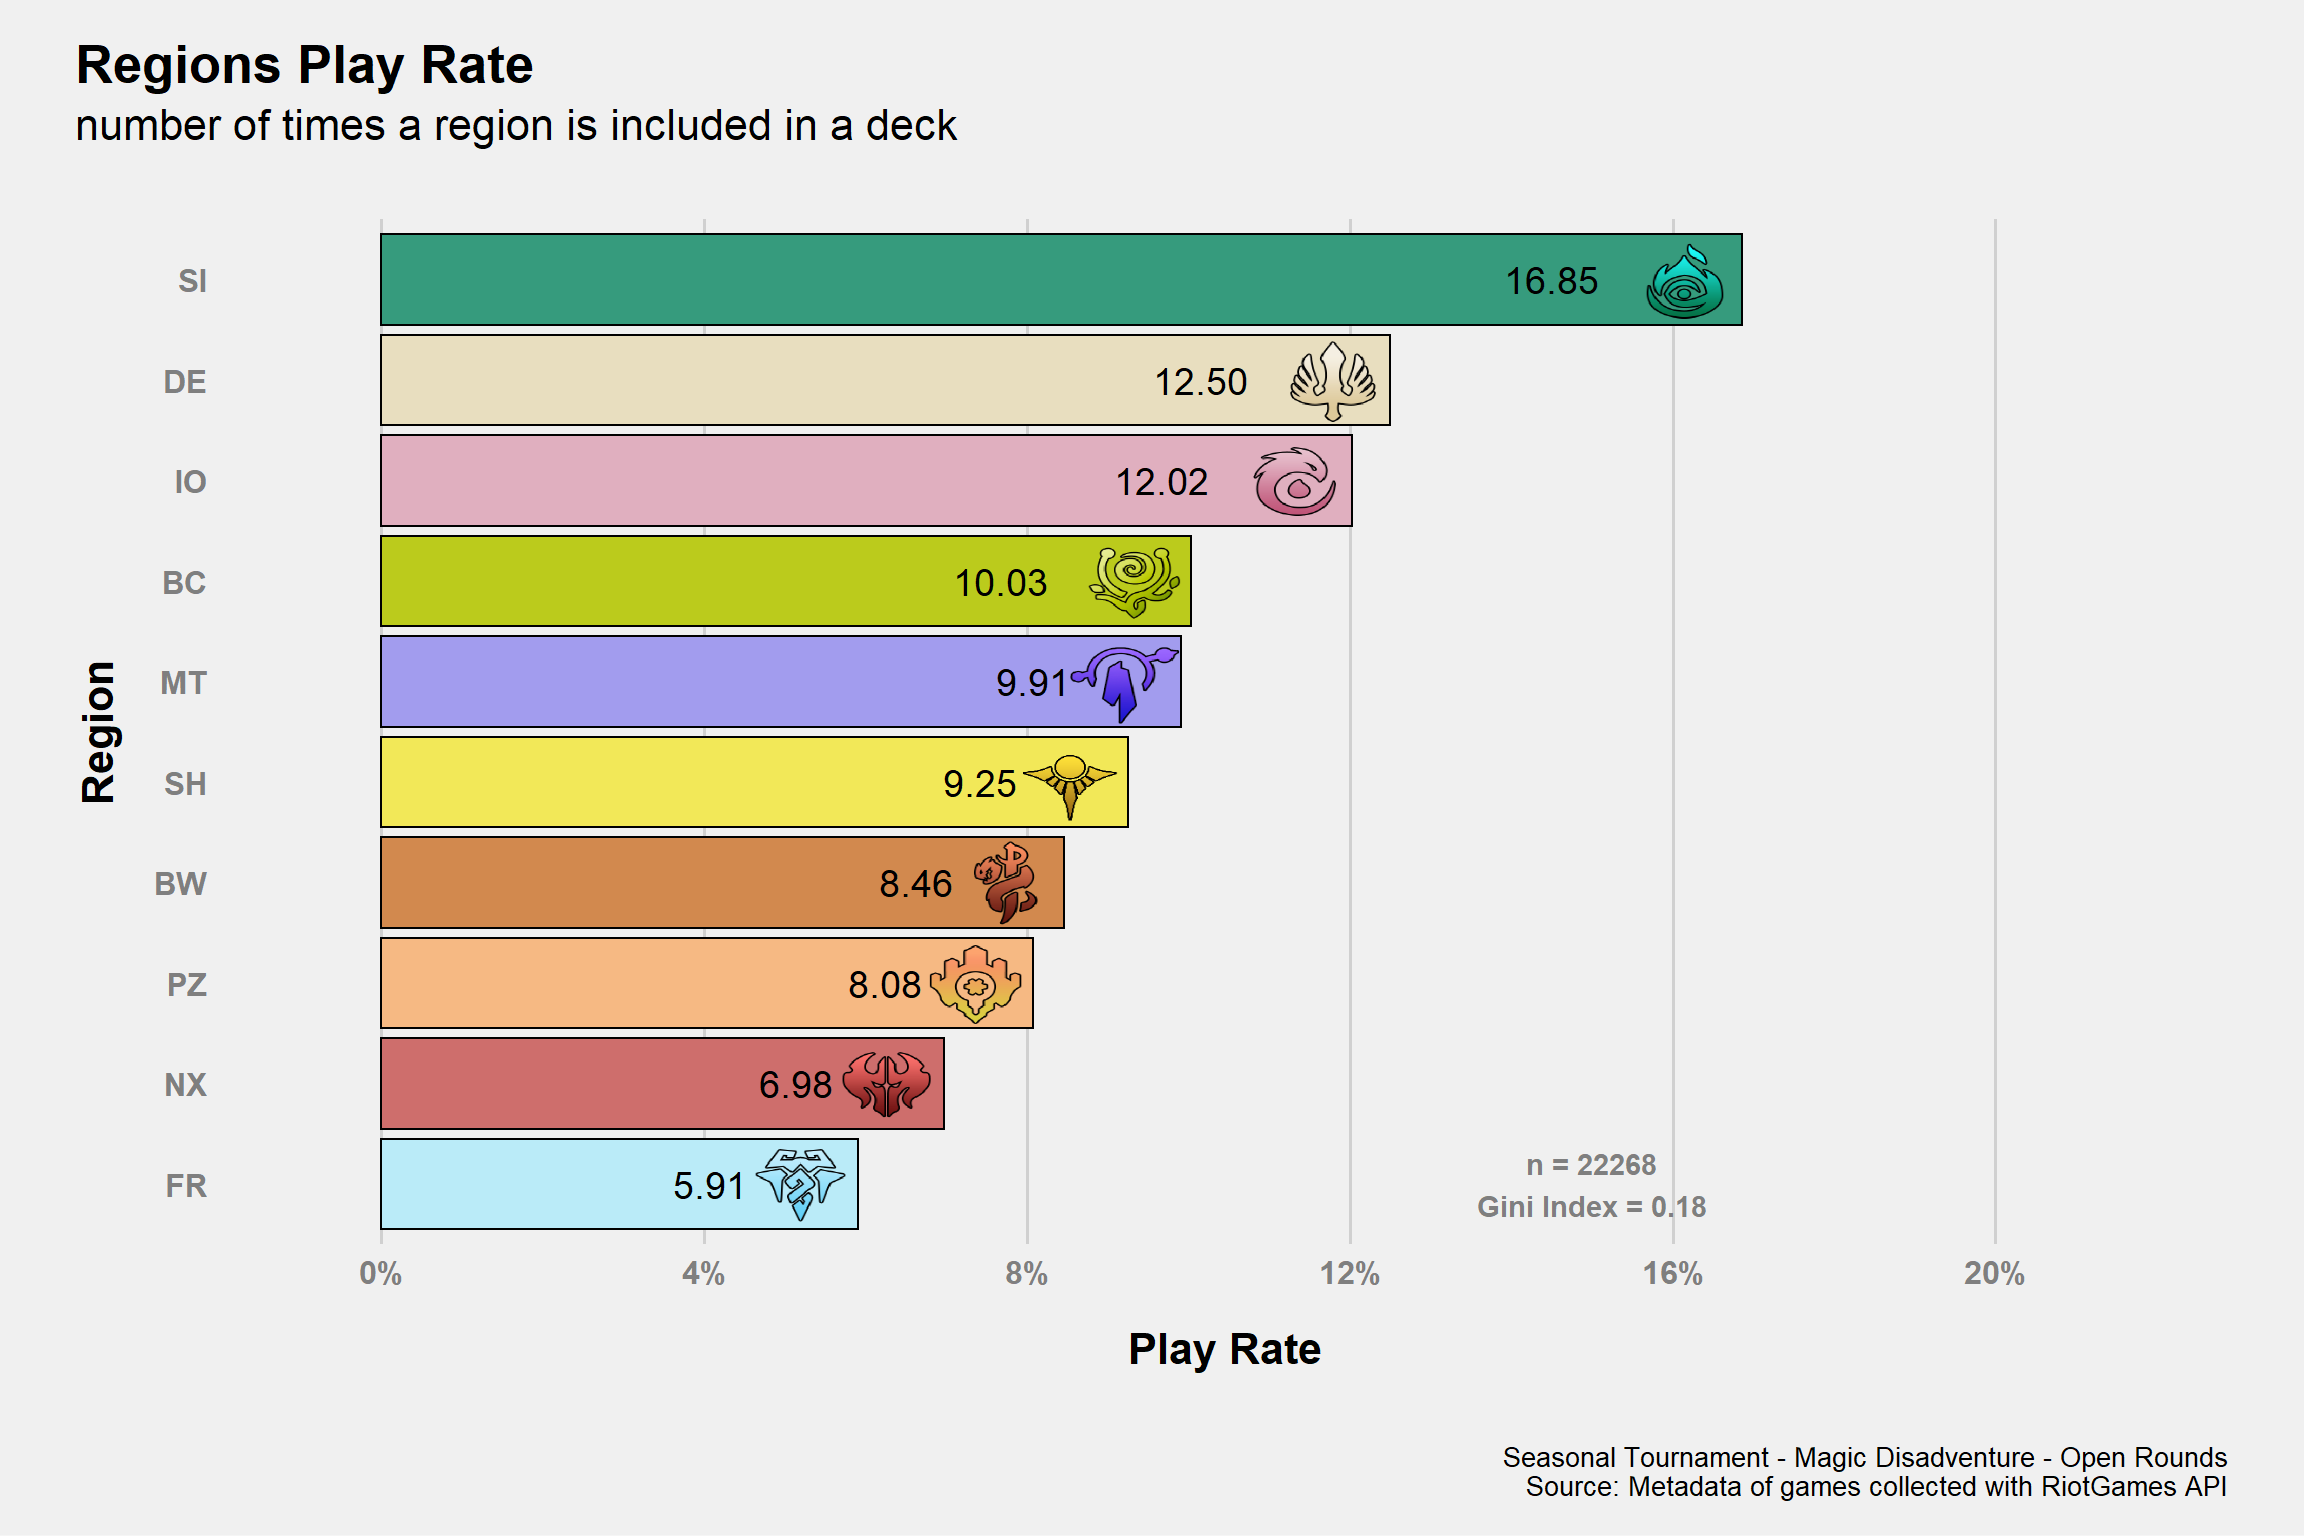 Regions Play Rate
number of times a region is included in a deck
Region
SI
16.85
DE
12.50
IO
12.02
BC
10.03
MT
9.91
SH
9.25
BW
8.46
PZ
8.08
NX
6.98
FR
5.91
n = 22268
Gini Index = 0.18
0% 4% 8% 12% 16% 20%
Play Rate
Seasonal Tournament - Magic Disadventure - Open Rounds
Source: Metadata of games collected with RiotGames API